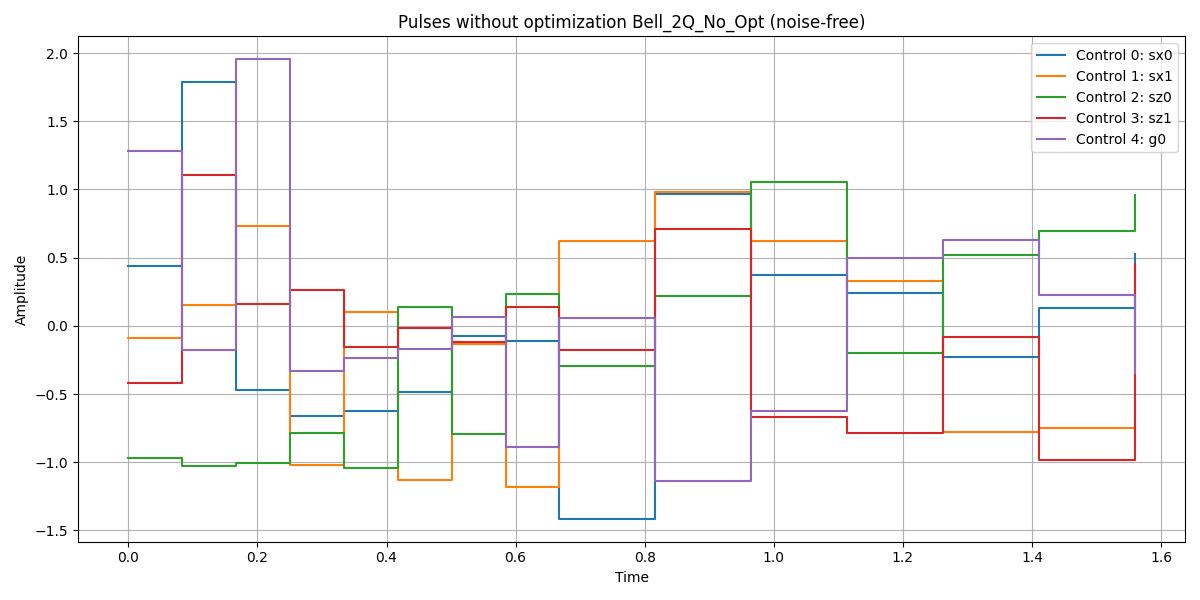 Pulses without optimization Bell_2Q_No_Opt (noise-free)
Control 0: sx0
Control 1: sx1
Control 2: sz0
Control 3: sz1
Control 4: g0
Amplitude
2.0
1.5
1.0
0.5
0.0
−0.5
−1.0
−1.5
0.0 0.2 0.4 0.6 0.8 1.0 1.2 1.4 1.6
Time